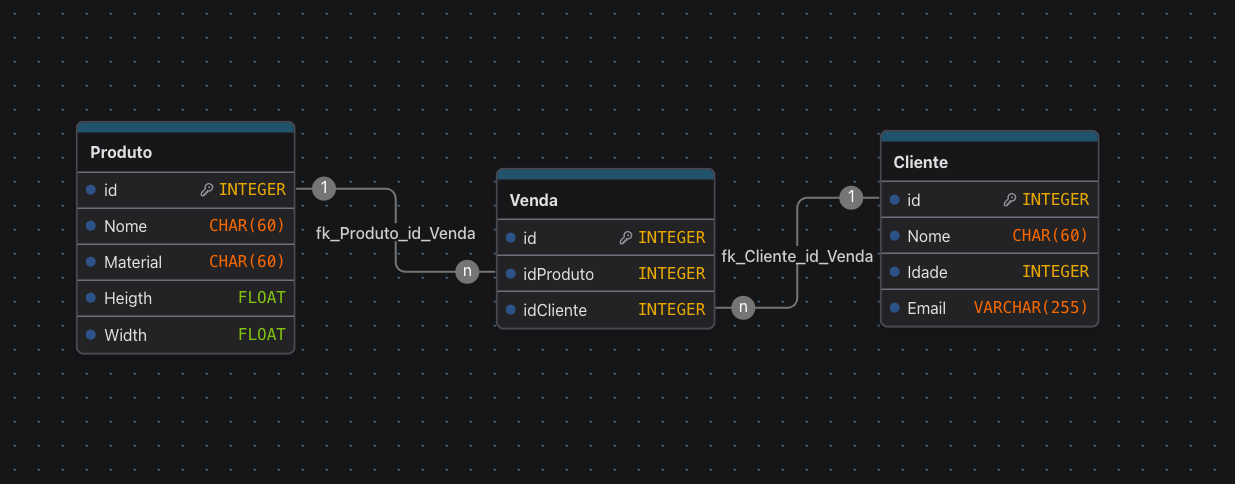 Produto
id INTEGER
Nome CHAR(60)
Material CHAR(60)
Heigth FLOAT
Width FLOAT
1
fk_Produto_id_Venda
n
Venda
id INTEGER
idProduto INTEGER
idCliente INTEGER
1
fk_Cliente_id_Venda
n
Cliente
id INTEGER
Nome CHAR(60)
Idade INTEGER
Email VARCHAR(255)